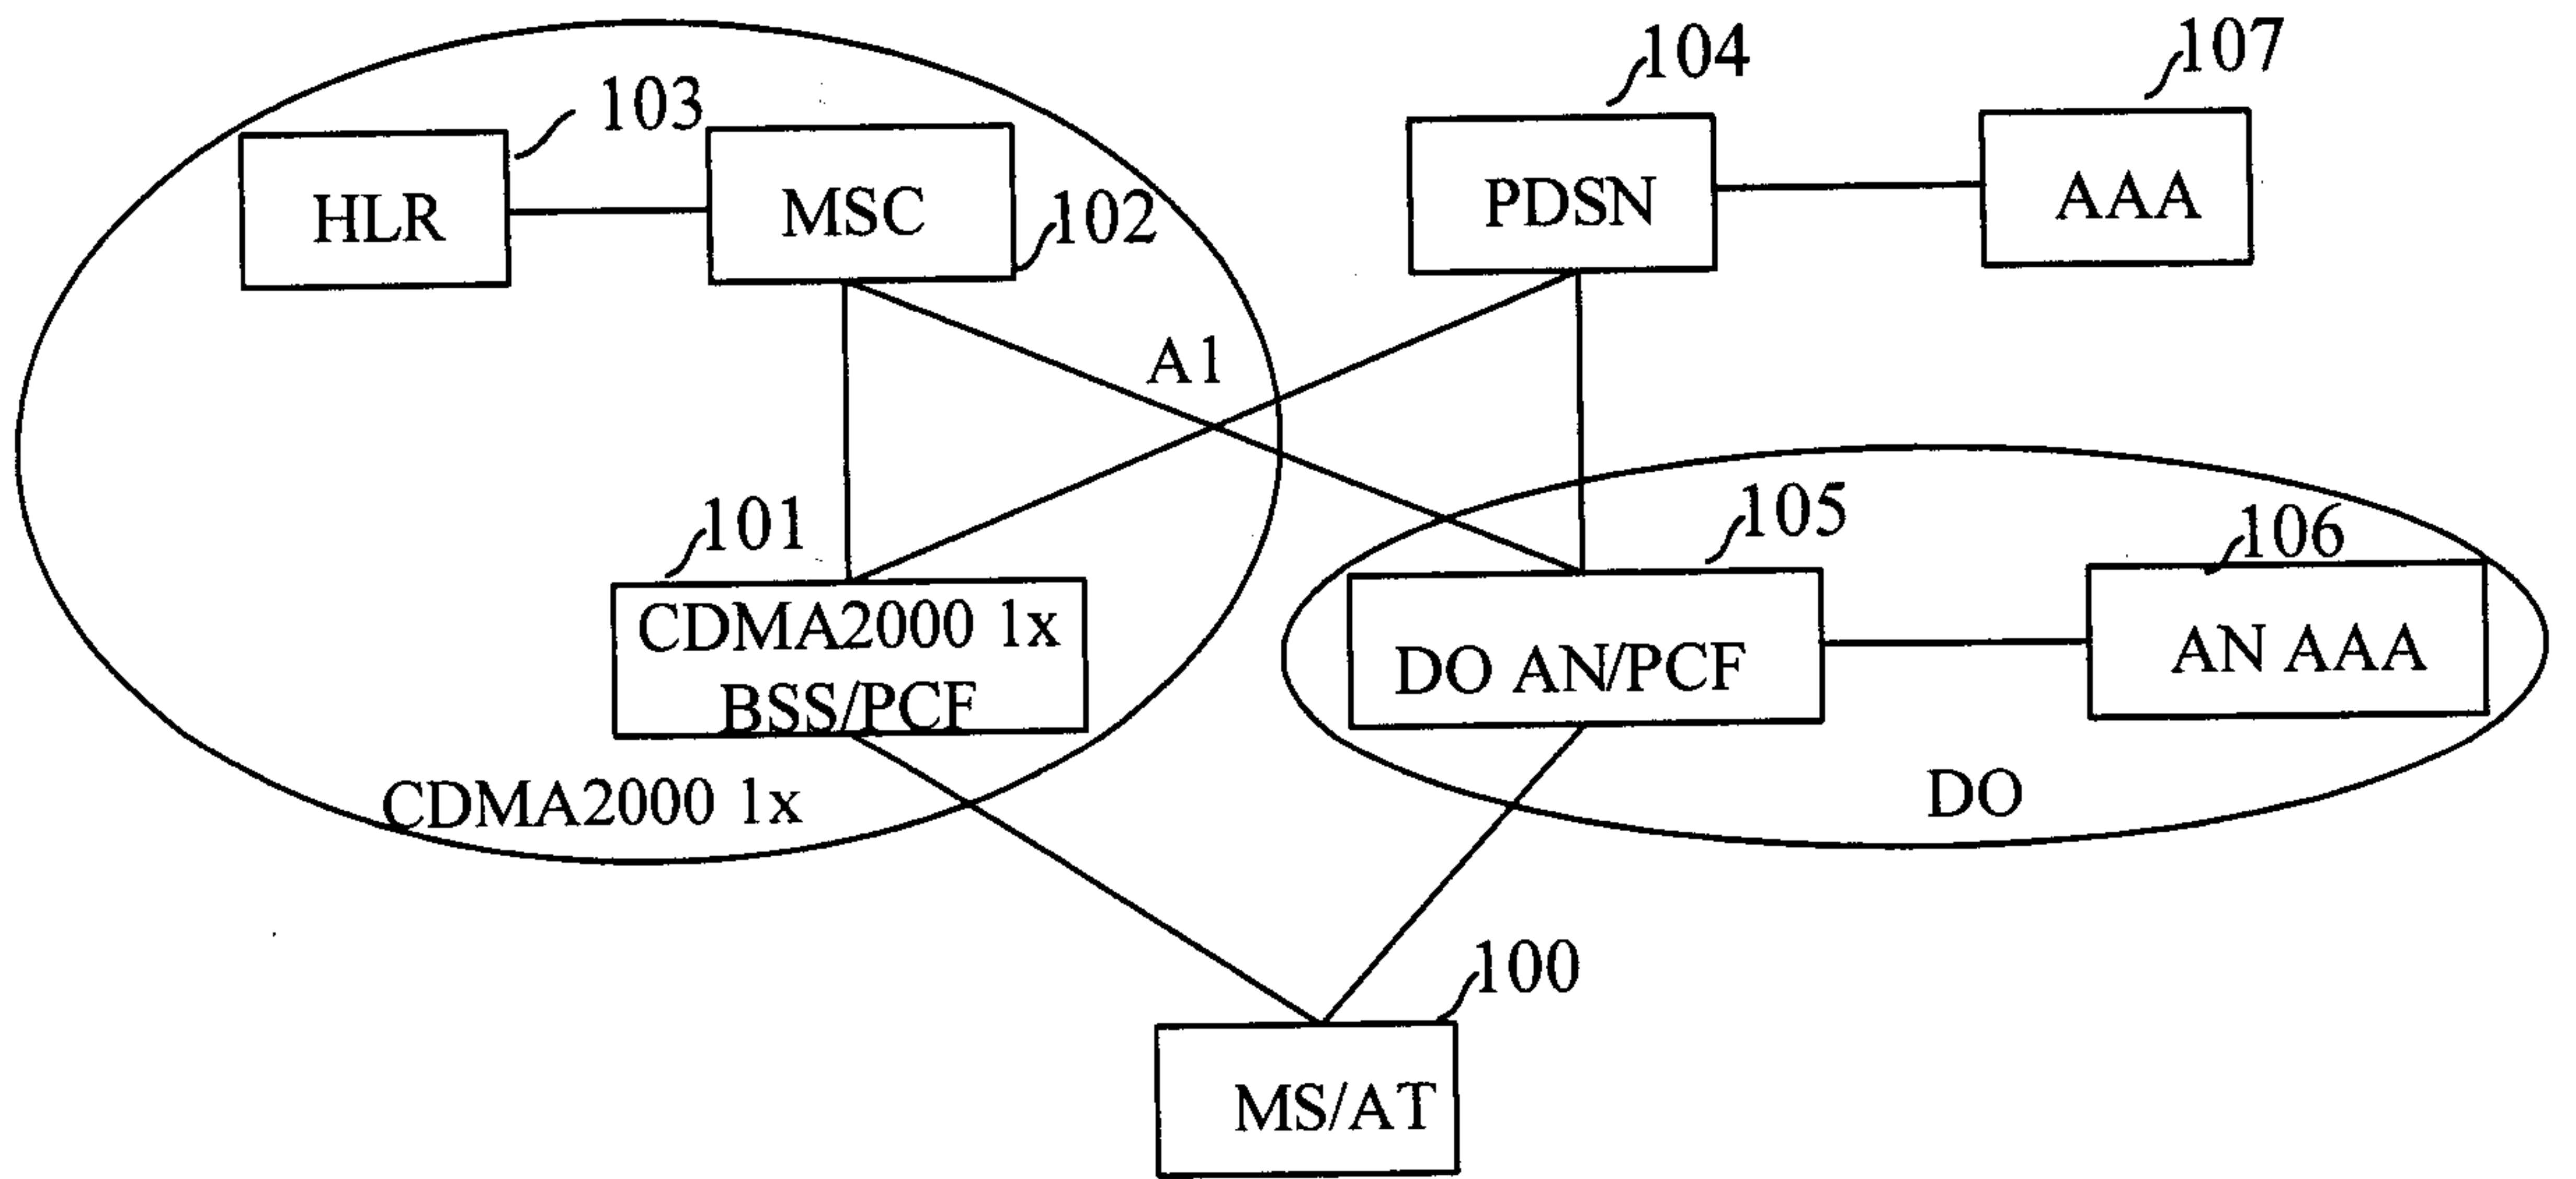 104
107
103
HLR
MSC
102
PDSN
AAA
A1
101
105
106
CDMA2000 1x
BSS/PCF
DO AN/PCF
AN AAA
CDMA2000 1x
DO
100
MS/AT